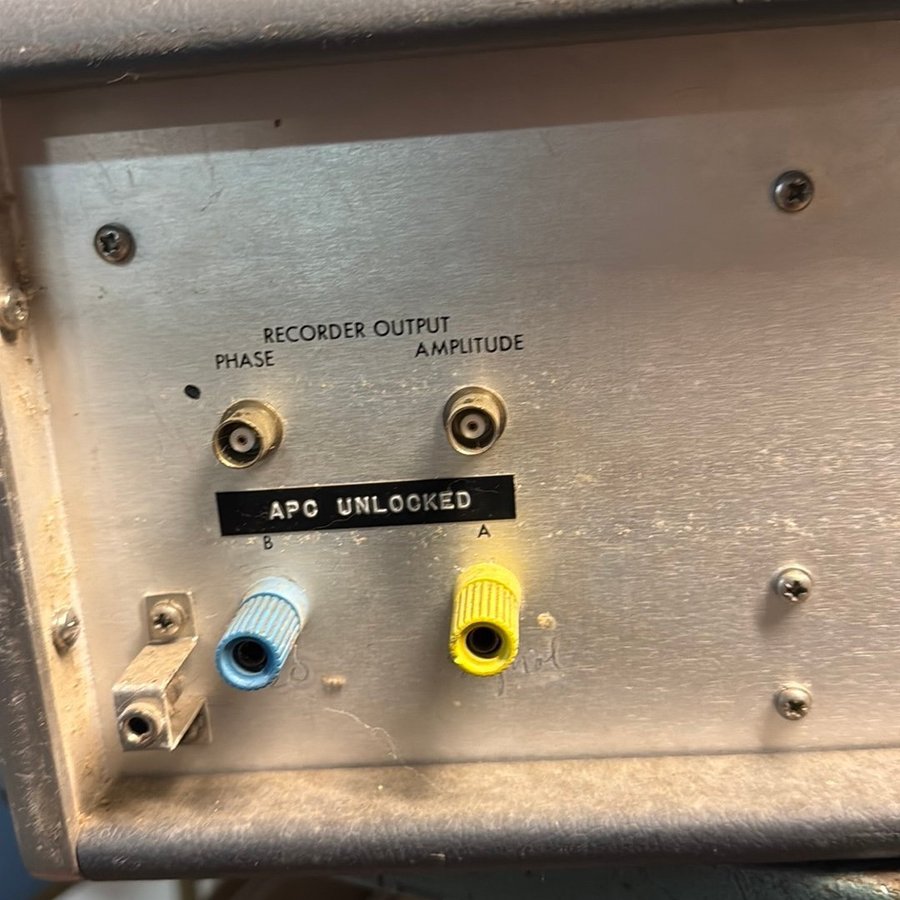 RECORDER OUTPUT
PHASE AMPLITUDE
APC UNLOCKED
B A